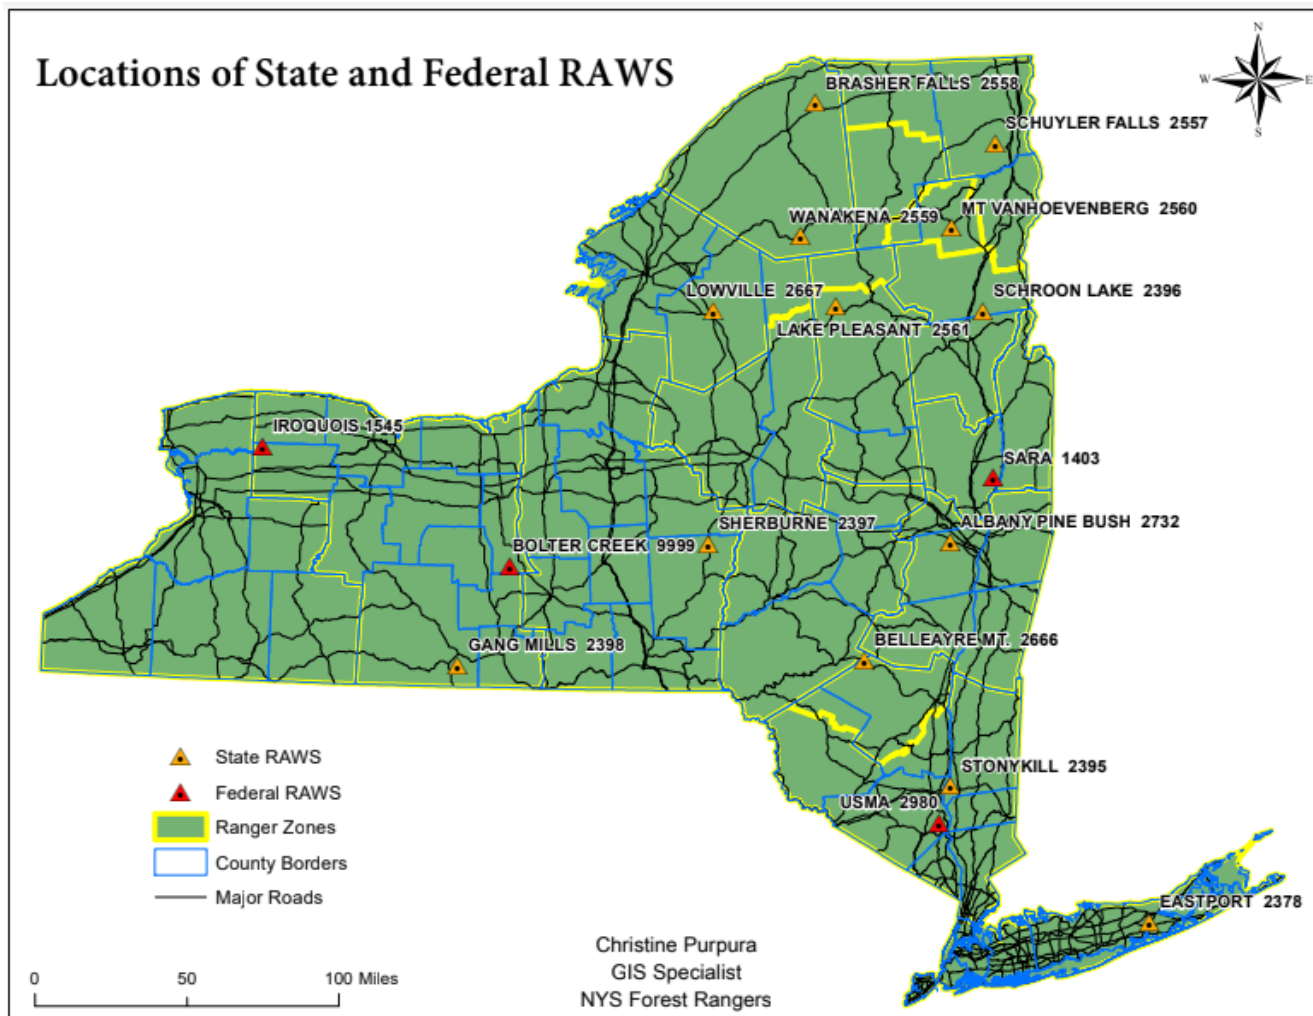 Locations of State and Federal RAWS
N
W E
S
BRASHER FALLS 2558
SCHUYLER FALLS 2557
WANAKENA 2559
MT VANHOEVENBERG 2560
LOWVILLE 2667
SCHROON LAKE 2396
LAKE PLEASANT 2561
IROQUOIS 1545
SARA 1403
SHERBURNE 2397
ALBANY PINE BUSH 2732
BOLTER CREEK 9999
GANG MILLS 2398
BELLEAYRE MT. 2666
STONYKILL 2395
USMA 2980
EASTPORT 2378
State RAWS
Federal RAWS
Ranger Zones
County Borders
Major Roads
0 50 100 Miles
Christine Purpura
GIS Specialist
NYS Forest Rangers